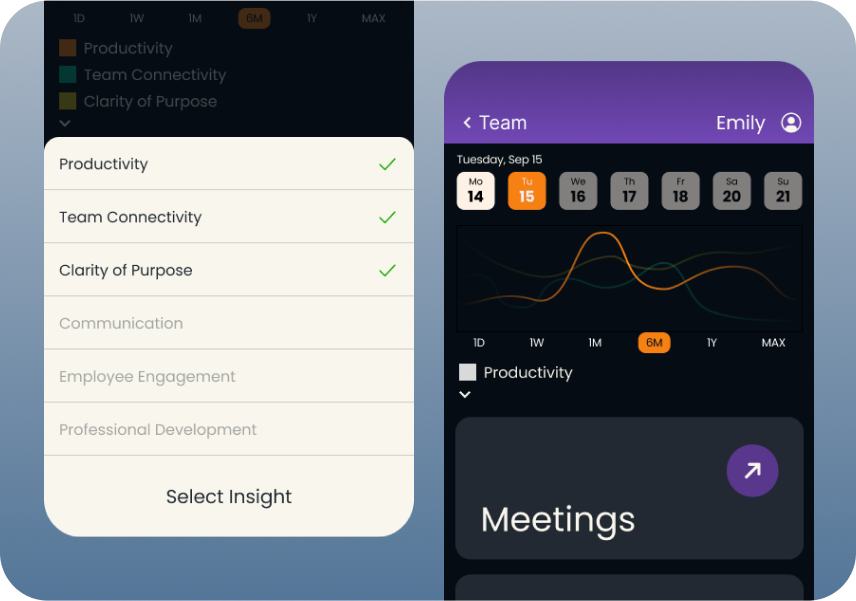 1D 1W 1M 6M 1Y MAX
Productivity
Team Connectivity
Clarity of Purpose
Productivity
Team Connectivity
Clarity of Purpose
Communication
Employee Engagement
Professional Development
Select Insight
Team Emily
Tuesday, Sep 15
Mo Tu We Th Fr Sa Su
14 15 16 17 18 20 21
1D 1W 1M 6M 1Y MAX
Productivity
Meetings